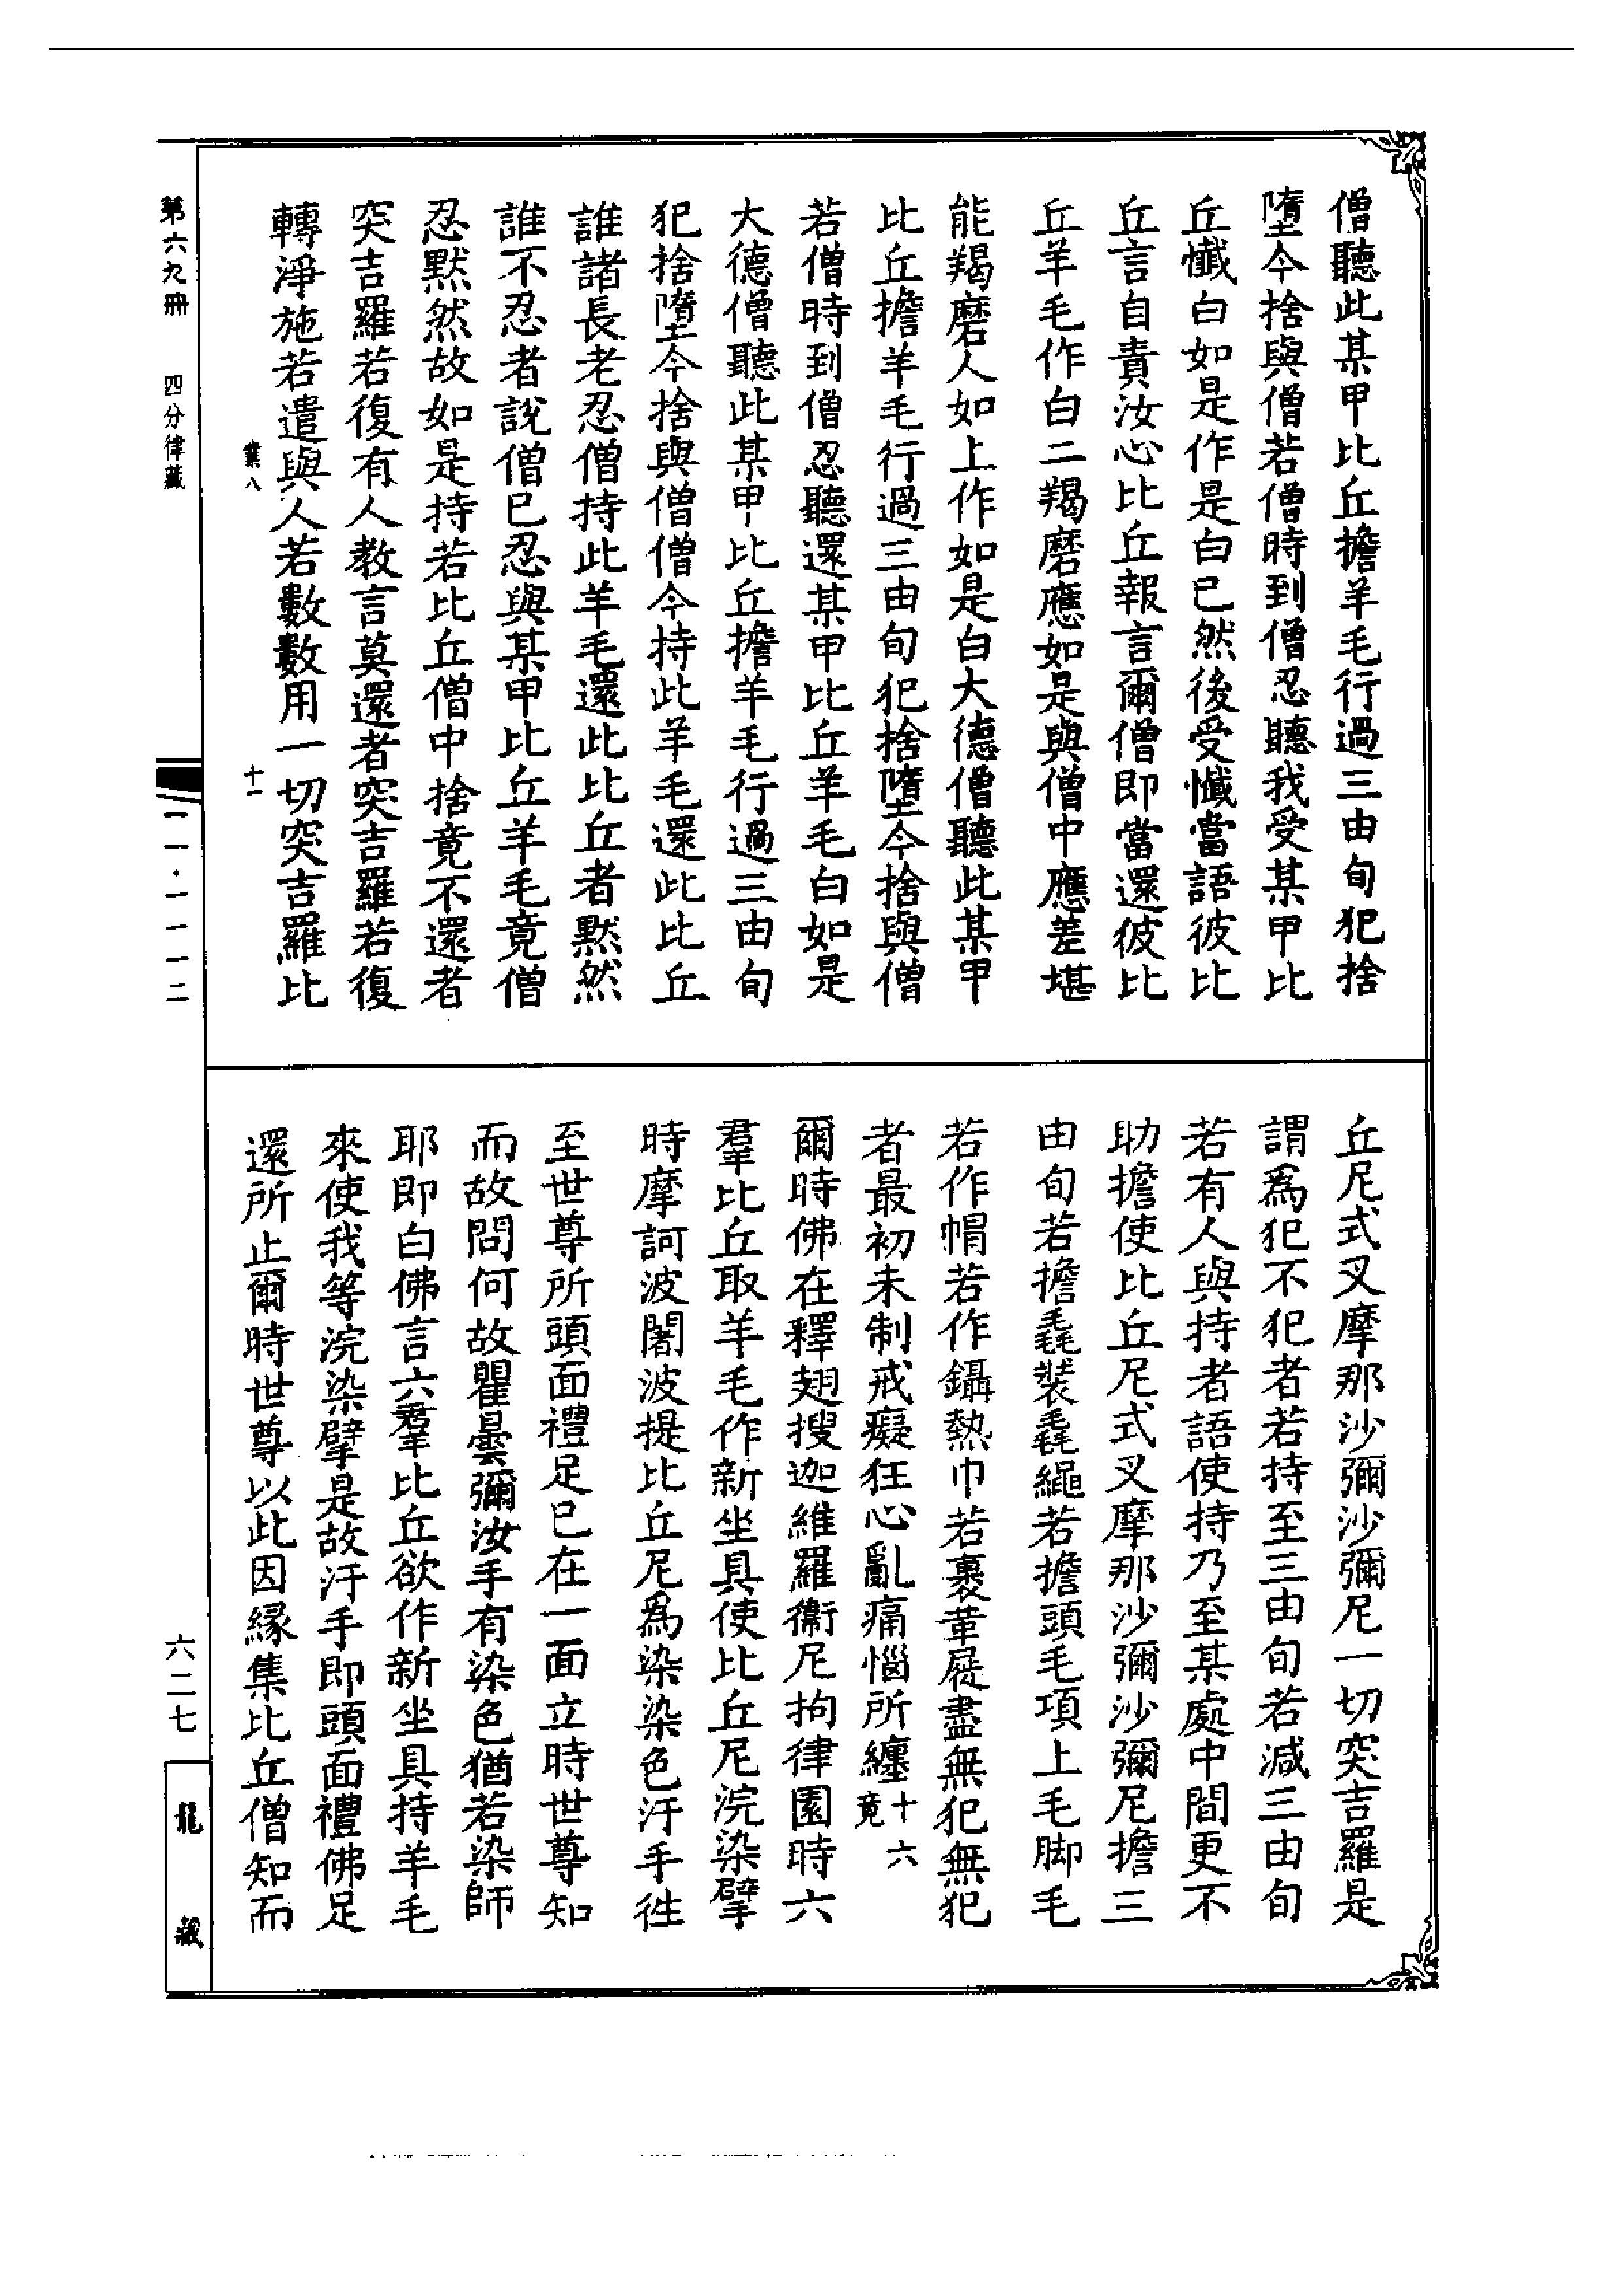 僧聽此某甲比丘擔羊毛行過三由旬犯捨
墮今捨與僧若僧時到僧忍聽我受某甲比
丘懺白如是作是白已然後受懺當語彼比
丘言自責汝心比丘報言爾僧即當還彼比
丘羊毛作白二羯磨應如是與僧中應差堪
能羯磨人如上作如是白大德僧聽此某甲
比丘擔羊毛行過三由旬犯捨墮今捨與僧
若僧時到僧忍聽還某甲比丘羊毛白如是
大德僧聽此某甲比丘擔羊毛行過三由旬
犯捨墮今捨與僧僧今持此羊毛還此比丘
誰諸長老忍僧持此羊毛還此比丘者默然
誰不忍者說僧已忍與某甲比丘羊毛竟僧
忍默然故如是持若比丘僧中捨竟不還者
突吉羅若復有人教言莫還者突吉羅若復
轉淨施若遣與人若數數用一切突吉羅比
業八 十一
丘尼式叉摩那沙彌沙彌尼一切突吉羅是
謂為犯不犯者若持至三由旬若減三由旬
若有人與持者語使持乃至某處中間更不
助擔使比丘尼式叉摩那沙彌沙彌尼擔三
由旬若擔毳裝毳繩若擔頭毛項上毛脚毛
若作帽若作鑷熱巾若裹革屣盡無犯無犯
者最初未制戒癡狂心亂痛惱所纏十六竟
爾時佛在釋翅搜迦維羅衛尼拘律園時六
羣比丘取羊毛作新坐具使比丘尼浣染擘
時摩訶波闍波提比丘尼為染染色汙手徃
至世尊所頭面禮足已在一面立時世尊知
而故問何故瞿曇彌汝手有染色猶若染師
耶即白佛言六羣比丘欲作新坐具持羊毛
來使我等浣染擘是故汙手即頭面禮佛足
還所止爾時世尊以此因緣集比丘僧知而
第六九冊 四分律藏
一一·一一一二
六二七
龍藏